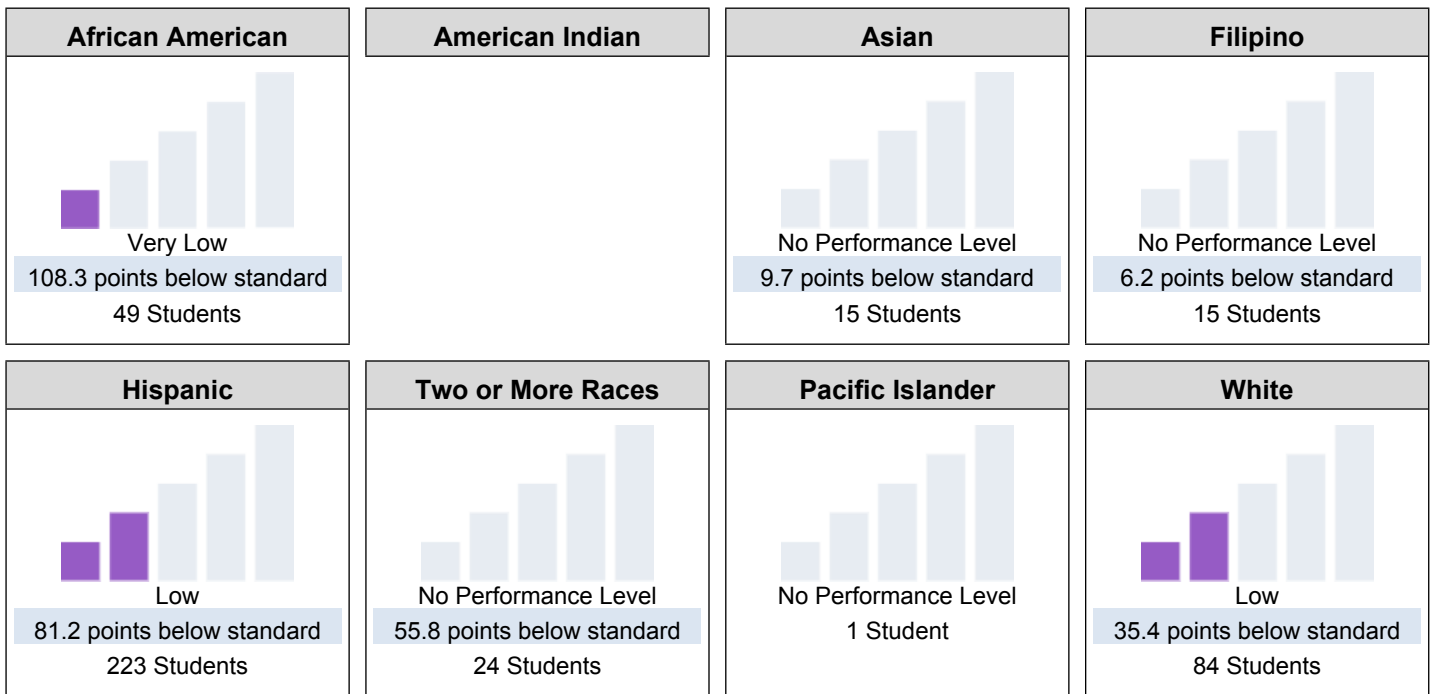 African American
Very Low
108.3 points below standard
49 Students
American Indian
Asian
No Performance Level
9.7 points below standard
15 Students
Filipino
No Performance Level
6.2 points below standard
15 Students
Hispanic
Low
81.2 points below standard
223 Students
Two or More Races
No Performance Level
55.8 points below standard
24 Students
Pacific Islander
No Performance Level
1 Student
White
Low
35.4 points below standard
84 Students